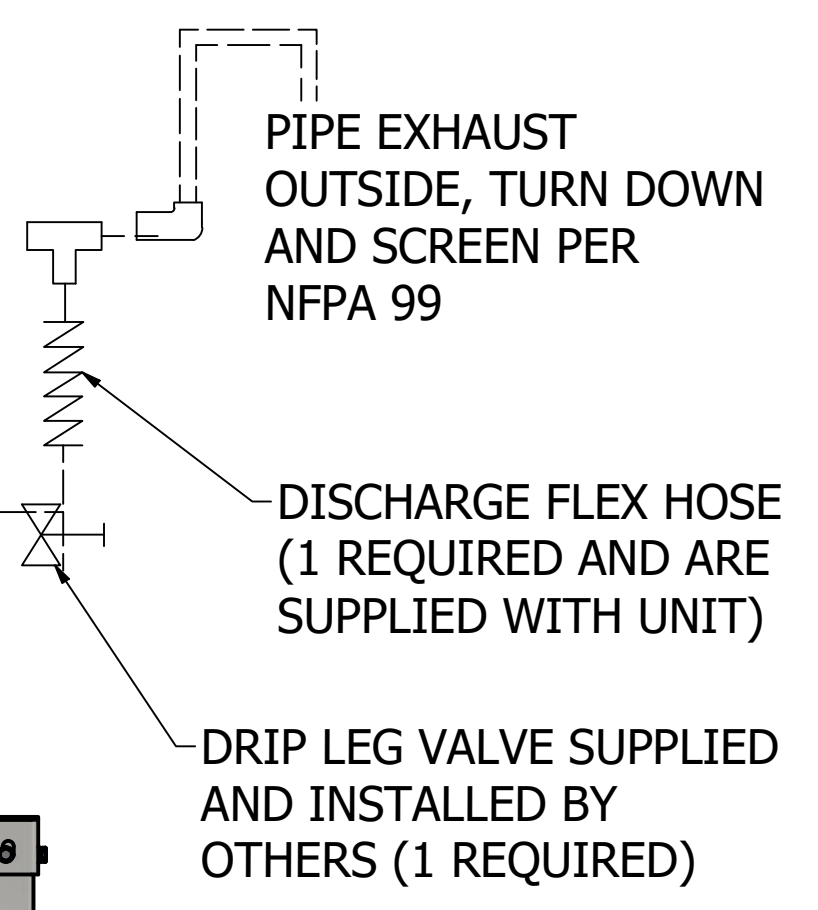 PIPE EXHAUST
OUTSIDE, TURN DOWN
AND SCREEN PER
NFPA 99
DISCHARGE FLEX HOSE
(1 REQUIRED AND ARE
SUPPLIED WITH UNIT)
DRIP LEG VALVE SUPPLIED
AND INSTALLED BY
OTHERS (1 REQUIRED)